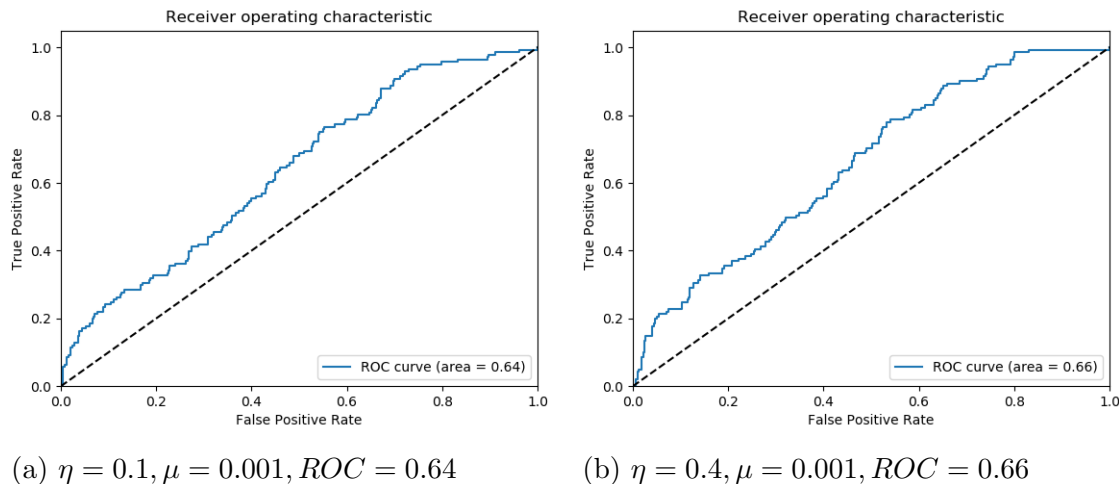 Receiver operating characteristic
True Positive Rate
1.0
0.8
0.6
0.4
0.2
0.0
0.0 0.2 0.4 0.6 0.8 1.0
False Positive Rate
ROC curve (area = 0.64)
(a) η = 0.1, μ = 0.001, ROC = 0.64
Receiver operating characteristic
True Positive Rate
1.0
0.8
0.6
0.4
0.2
0.0
0.0 0.2 0.4 0.6 0.8 1.0
False Positive Rate
ROC curve (area = 0.66)
(b) η = 0.4, μ = 0.001, ROC = 0.66